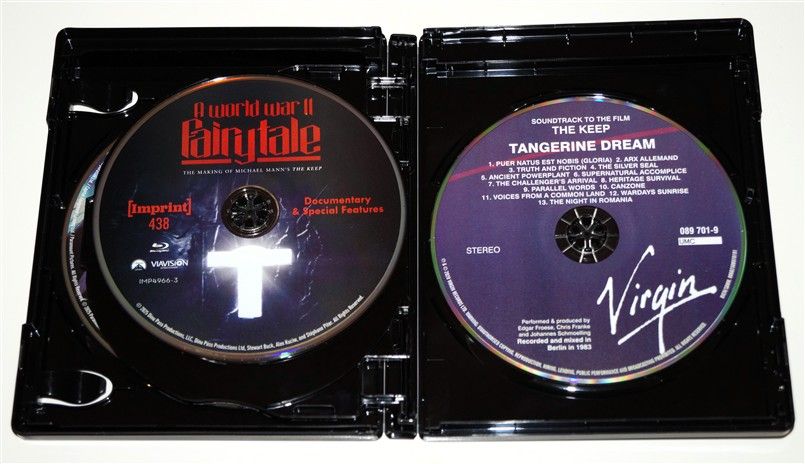 A World War II
Fairytale
THE MAKING OF MICHAEL MANN'S THE KEEP
[Imprint]
438
Documentary
& Special Features
Blu-ray
Paramount
VIAVISION
IMP4966-3
SOUNDTRACK TO THE FILM
THE KEEP
TANGERINE DREAM
1. PUER NATUS EST NOBIS (GLORIA) 2. ARX ALLEMAND
3. TRUTH AND FICTION 4. THE SILVER SEAL
5. ANCIENT POWERPLANT 6. SUPERNATURAL ACCOMPLICE
7. THE CHALLENGER'S ARRIVAL 8. HERITAGE SURVIVAL
9. PARALLEL WORDS 10. CANZONE
11. VOICES FROM A COMMON LAND 12. WARDAYS SUNRISE
13. THE NIGHT IN ROMANIA
089 701-9
UMC
STEREO
Virgin
Performed & produced by
Edgar Froese, Chris Franke
and Johannes Schmoelling
Recorded and mixed in
Berlin in 1983